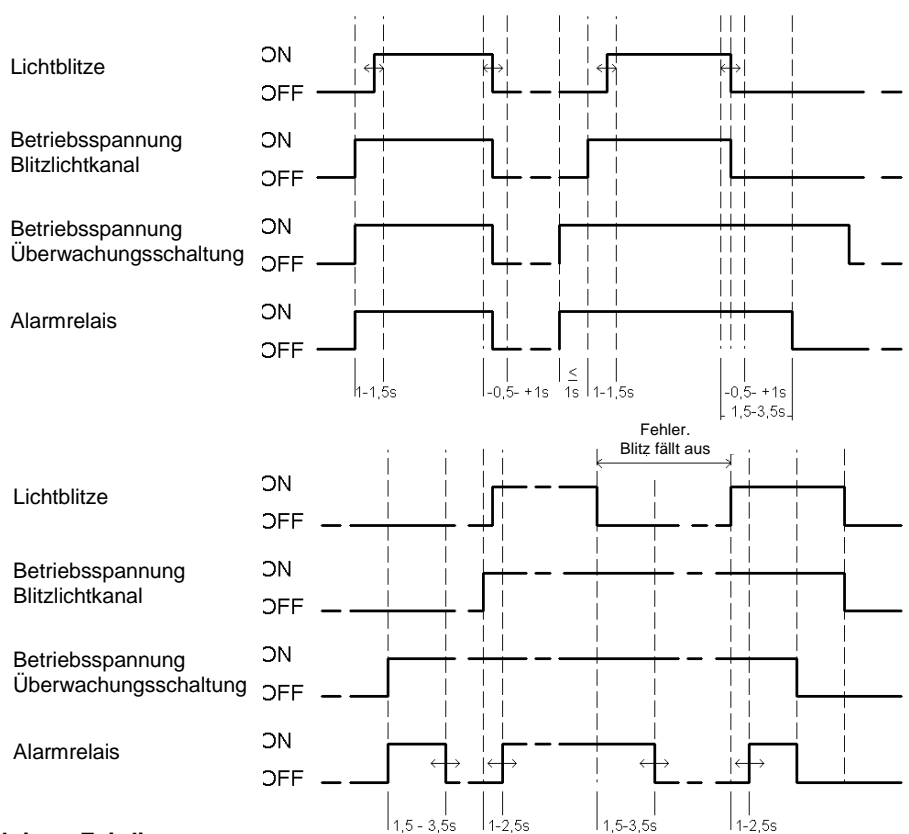 Lichtblitze
ON
OFF
Betriebsspannung
Blitzlichtkanal
ON
OFF
Betriebsspannung
Überwachungsschaltung
ON
OFF
Alarmrelais
ON
OFF
1-1,5s
-0,5- +1s
≤
1s
1-1,5s
-0,5- +1s
1,5-3,5s
Fehler.
Blitz fällt aus
Lichtblitze
ON
OFF
Betriebsspannung
Blitzlichtkanal
ON
OFF
Betriebsspannung
Überwachungsschaltung
ON
OFF
Alarmrelais
ON
OFF
1,5 - 3,5s
1-2,5s
1,5-3,5s
1-2,5s